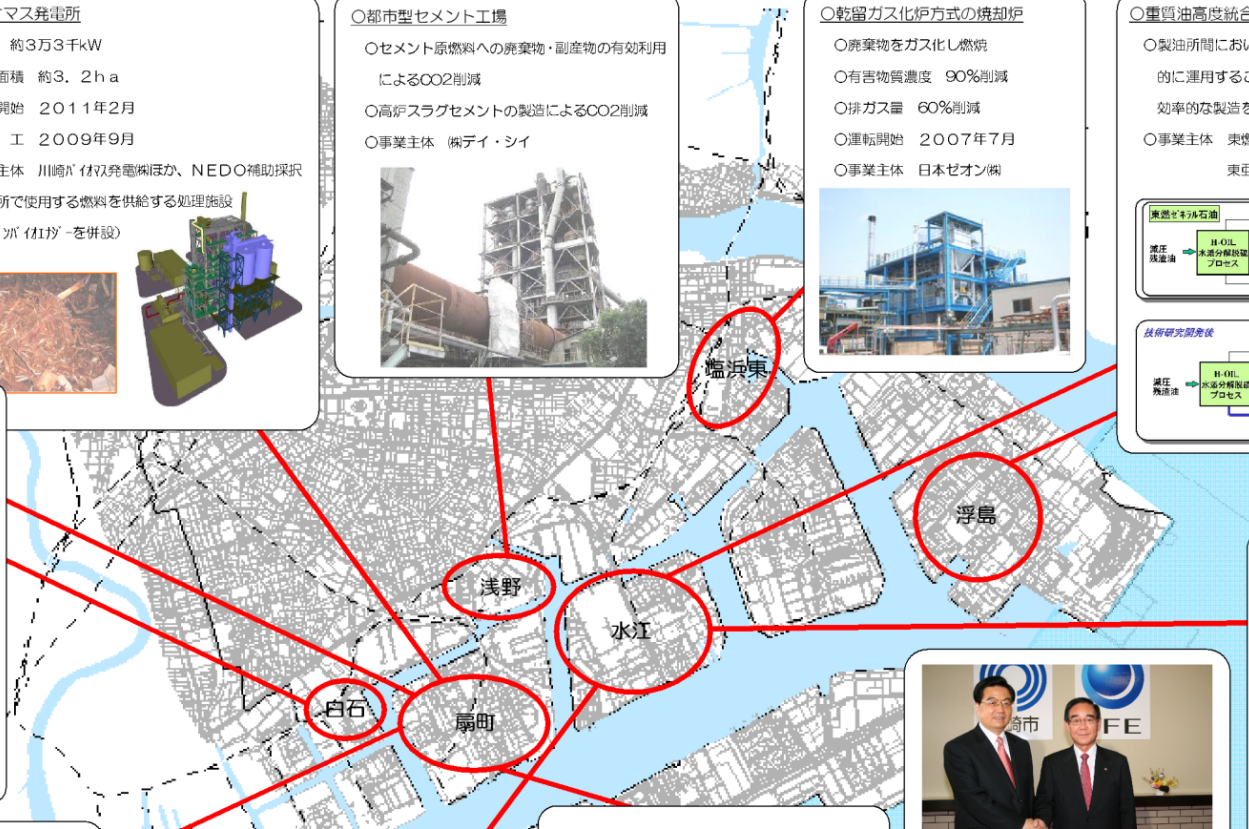 マス発電所
約3万3千kW
面積 約3．2ha
開始 2011年2月
工 2009年9月
主体 川崎ﾊﾞｲｵﾏｽ発電㈱ほか、NEDO補助採択
所で使用する燃料を供給する処理施設
ﾝﾊﾞｲｵｴﾅｼﾞｰを併設）
○都市型セメント工場
○セメント原燃料への廃棄物・副産物の有効利用
によるCO2削減
○高炉スラグセメントの製造によるCO2削減
○事業主体 ㈱デイ・シイ
○乾留ガス化炉方式の焼却炉
○廃棄物をガス化し燃焼
○有害物質濃度 90％削減
○排ガス量 60％削減
○運転開始 2007年7月
○事業主体 日本ゼオン㈱
○重質油高度統合
○製油所間におい
的に運用するこ
効率的な製造を
○事業主体 東燃
東亜
東燃ｾﾞﾈﾗﾙ石油
減圧
残渣油
H-OIL
水添分解脱硫
プロセス
技術研究開発後
減圧
残渣油
H-OIL
水添分解脱硫
プロセス
塩浜東
浮島
浅野
水江
白石
扇町
崎市
FE